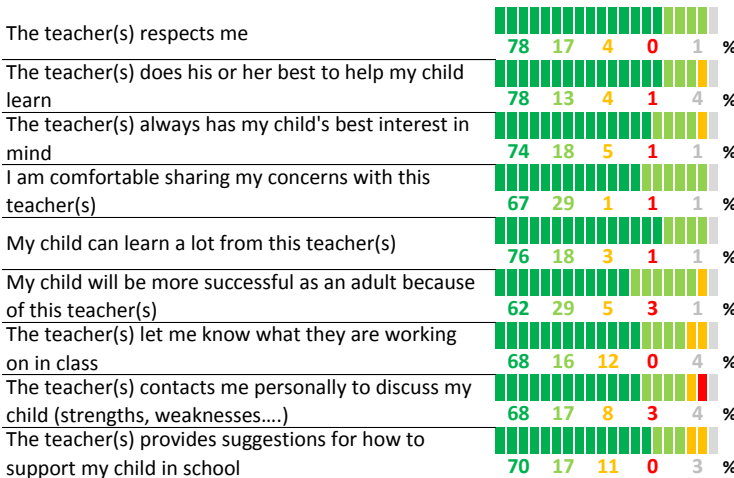 The teacher(s) respects me
78 17 4 0 1 %
The teacher(s) does his or her best to help my child
learn
78 13 4 1 4 %
The teacher(s) always has my child's best interest in
mind
74 18 5 1 1 %
I am comfortable sharing my concerns with this
teacher(s)
67 29 1 1 1 %
My child can learn a lot from this teacher(s)
76 18 3 1 1 %
My child will be more successful as an adult because
of this teacher(s)
62 29 5 3 1 %
The teacher(s) let me know what they are working
on in class
68 16 12 0 4 %
The teacher(s) contacts me personally to discuss my
child (strengths, weaknesses....)
68 17 8 3 4 %
The teacher(s) provides suggestions for how to
support my child in school
70 17 11 0 3 %